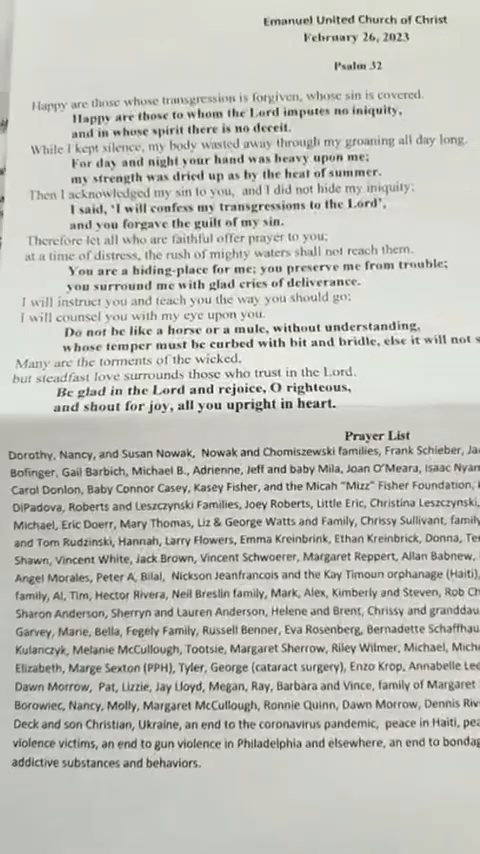 Emanuel United Church of Christ
February 26, 2023
Psalm 32
Happy are those whose transgression is forgiven, whose sin is covered.
Happy are those to whom the Lord imputes no iniquity,
and in whose spirit there is no deceit.
While I kept silence, my body wasted away through my groaning all day long.
For day and night your hand was heavy upon me;
my strength was dried up as by the heat of summer.
Then I acknowledged my sin to you, and I did not hide my iniquity;
I said, 'I will confess my transgressions to the Lord',
and you forgave the guilt of my sin.
Therefore let all who are faithful offer prayer to you;
at a time of distress, the rush of mighty waters shall not reach them.
You are a hiding-place for me; you preserve me from trouble;
you surround me with glad cries of deliverance.
I will instruct you and teach you the way you should go;
I will counsel you with my eye upon you.
Do not be like a horse or a mule, without understanding,
whose temper must be curbed with bit and bridle, else it will not s
Many are the torments of the wicked,
but steadfast love surrounds those who trust in the Lord.
Be glad in the Lord and rejoice, O righteous,
and shout for joy, all you upright in heart.
Prayer List
Dorothy, Nancy, and Susan Nowak, Nowak and Chomiszewski families, Frank Schieber, Ja
Bofinger, Gail Barbich, Michael B., Adrienne, Jeff and baby Mila, Joan O'Meara, Isaac Nyam
Carol Donlon, Baby Connor Casey, Kasey Fisher, and the Micah "Mizz" Fisher Foundation,
DiPadova, Roberts and Leszczynski Families, Joey Roberts, Little Eric, Christina Leszczynski,
Michael, Eric Doerr, Mary Thomas, Liz & George Watts and Family, Chrissy Sullivant, family
and Tom Rudzinski, Hannah, Larry Flowers, Emma Kreinbrink, Ethan Kreinbrick, Donna, Te
Shawn, Vincent White, Jack Brown, Vincent Schwoerer, Margaret Reppert, Allan Babnew,
Angel Morales, Peter A, Bilal, Nickson Jeanfrancois and the Kay Timoun orphanage (Haiti),
family, Al, Tim, Hector Rivera, Neil Breslin family, Mark, Alex, Kimberly and Steven, Rob Ch
Sharon Anderson, Sherryn and Lauren Anderson, Helene and Brent, Chrissy and granddau
Garvey, Marie, Bella, Fegely Family, Russell Benner, Eva Rosenberg, Bernadette Schaffhau
Kulanczyk, Melanie McCullough, Tootsie, Margaret Sherrow, Riley Wilmer, Michael, Mich
Elizabeth, Marge Sexton (PPH), Tyler, George (cataract surgery), Enzo Krop, Annabelle Lee
Dawn Morrow, Pat, Lizzie, Jay Lloyd, Megan, Ray, Barbara and Vince, family of Margaret
Borowiec, Nancy, Molly, Margaret McCullough, Ronnie Quinn, Dawn Morrow, Dennis Riv
Deck and son Christian, Ukraine, an end to the coronavirus pandemic, peace in Haiti, pea
violence victims, an end to gun violence in Philadelphia and elsewhere, an end to bondag
addictive substances and behaviors.